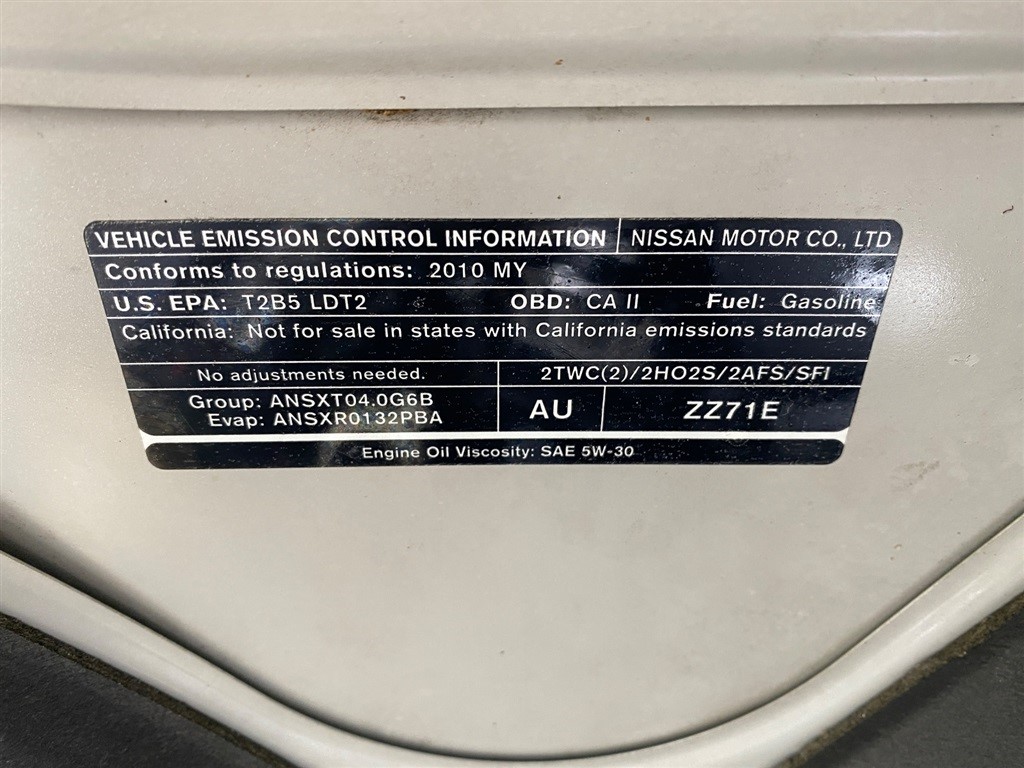 VEHICLE EMISSION CONTROL INFORMATION NISSAN MOTOR CO., LTD
Conforms to regulations: 2010 MY
U.S. EPA: T2B5 LDT2 OBD: CA II Fuel: Gasoline
California: Not for sale in states with California emissions standards
No adjustments needed. 2TWC(2)/2HO2S/2AFS/SFI
Group: ANSXT04.0G6B
Evap: ANSXR0132PBA
AU ZZ71E
Engine Oil Viscosity: SAE 5W-30